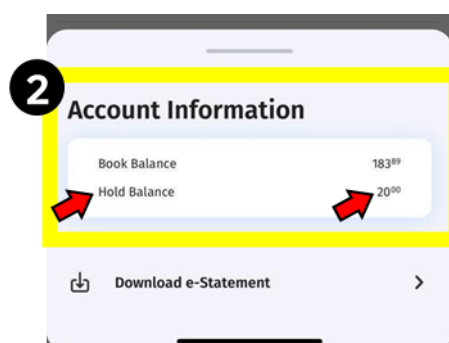 2
Account Information
Book Balance 183⁸⁹
Hold Balance 20⁰⁰
Download e-Statement